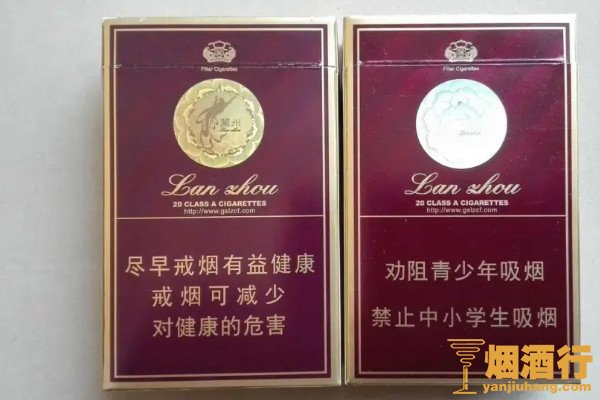 Filter Cigarettes
蘭州
Lan zhou
Lan zhou
20 CLASS A CIGARETTES
http://www.gslzcf.com
尽早戒烟有益健康
戒烟可减少
对健康的危害
Filter Cigarettes
Lan zhou
20 CLASS A CIGARETTES
http://www.gslzcf.com
劝阻青少年吸烟
禁止中小学生吸烟
烟酒行
yanjiuhang.com